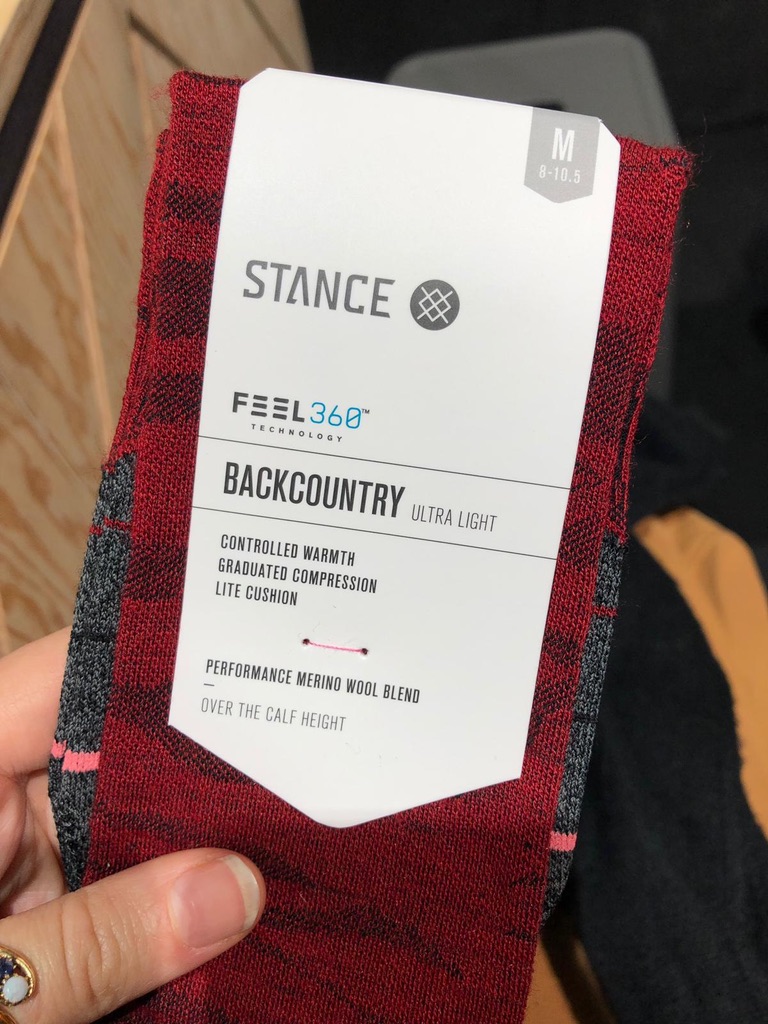 M
8-10.5
STANCE
FEEL360™
TECHNOLOGY
BACKCOUNTRY ULTRA LIGHT
CONTROLLED WARMTH
GRADUATED COMPRESSION
LITE CUSHION
PERFORMANCE MERINO WOOL BLEND
OVER THE CALF HEIGHT